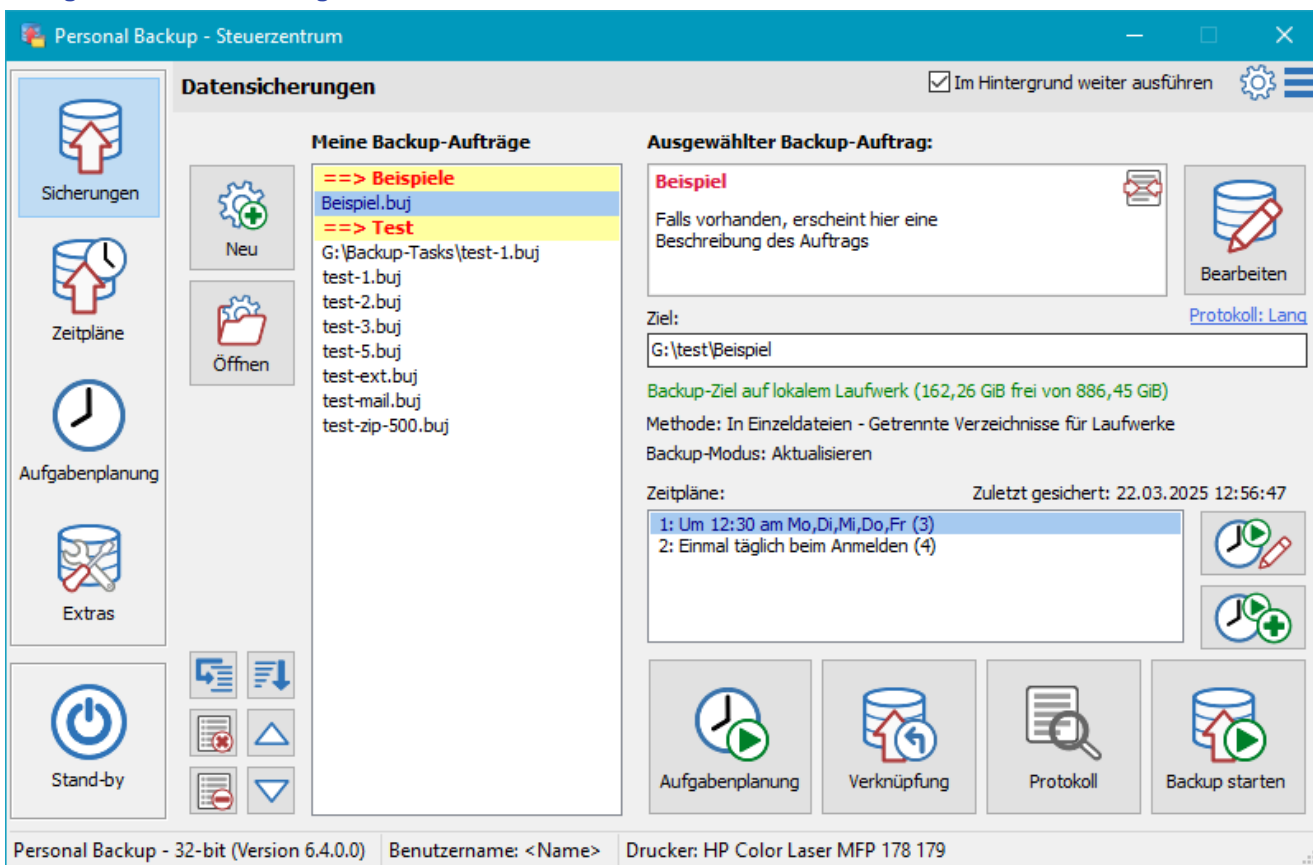 Personal Backup - Steuerzentrum
Datensicherungen
Im Hintergrund weiter ausführen
Sicherungen
Zeitpläne
Aufgabenplanung
Extras
Stand-by
Neu
Öffnen
Meine Backup-Aufträge
==> Beispiele
Beispiel.buj
==> Test
G:\Backup-Tasks\test-1.buj
test-1.buj
test-2.buj
test-3.buj
test-5.buj
test-ext.buj
test-mail.buj
test-zip-500.buj
Ausgewählter Backup-Auftrag:
Beispiel
Falls vorhanden, erscheint hier eine
Beschreibung des Auftrags
Bearbeiten
Ziel:
Protokoll: Lang
G:\test\Beispiel
Backup-Ziel auf lokalem Laufwerk (162,26 GiB frei von 886,45 GiB)
Methode: In Einzeldateien - Getrennte Verzeichnisse für Laufwerke
Backup-Modus: Aktualisieren
Zeitpläne:
Zuletzt gesichert: 22.03.2025 12:56:47
1: Um 12:30 am Mo,Di,Mi,Do,Fr (3)
2: Einmal täglich beim Anmelden (4)
Aufgabenplanung
Verknüpfung
Protokoll
Backup starten
Personal Backup - 32-bit (Version 6.4.0.0)
Benutzername: <Name>
Drucker: HP Color Laser MFP 178 179